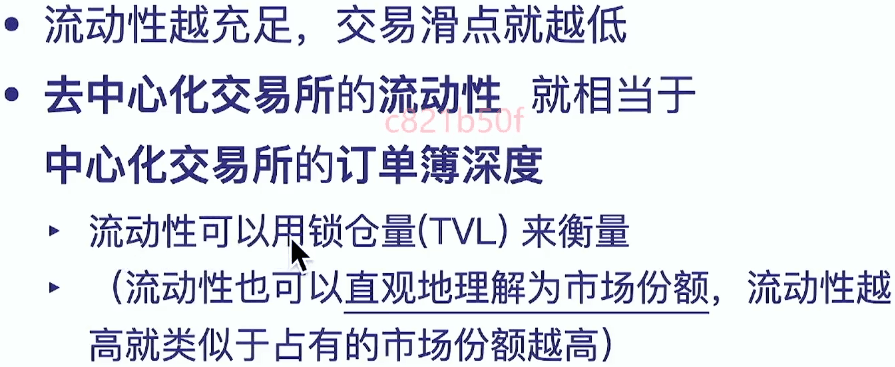 • 流动性越充足，交易滑点就越低
• 去中心化交易所的流动性 就相当于
中心化交易所的订单簿深度
▸ 流动性可以用锁仓量(TVL) 来衡量
▸ （流动性也可以直观地理解为市场份额，流动性越
高就类似于占有的市场份额越高）
c821b50f